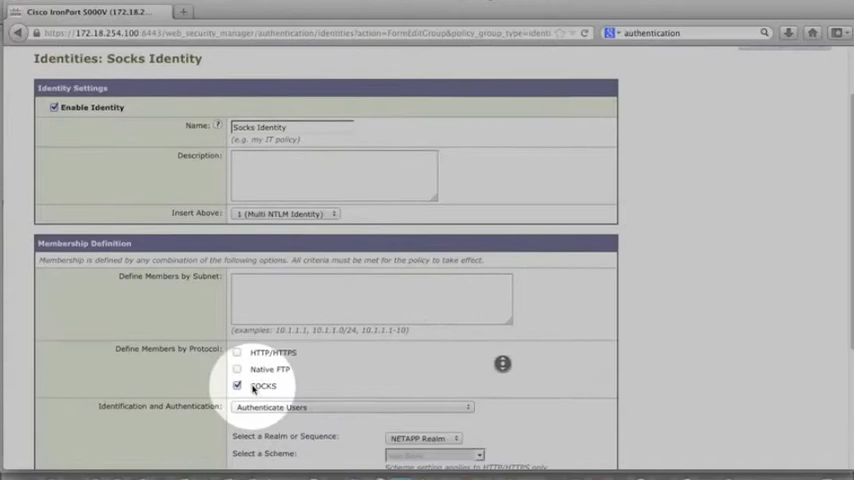 Cisco IronPort 5000V (172.18.2...
https://172.18.254.100:6443/web_security_manager/authentication/identities?action=FormEditGroup&policy_group_type=identi
authentication
Identities: Socks Identity
Identity Settings
Enable Identity
Name: ? Socks Identity
(e.g. my IT policy)
Description:
Insert Above: 1 (Multi NTLM Identity)
Membership Definition
Membership is defined by any combination of the following options. All criteria must be met for the policy to take effect.
Define Members by Subnet:
(examples: 10.1.1.1, 10.1.1.0/24, 10.1.1.1-10)
Define Members by Protocol: HTTP/HTTPS
Native FTP
SOCKS
Identification and Authentication: Authenticate Users
Select a Realm or Sequence: NETAPP Realm
Select a Scheme:
Scheme setting applies to HTTP/HTTPS only